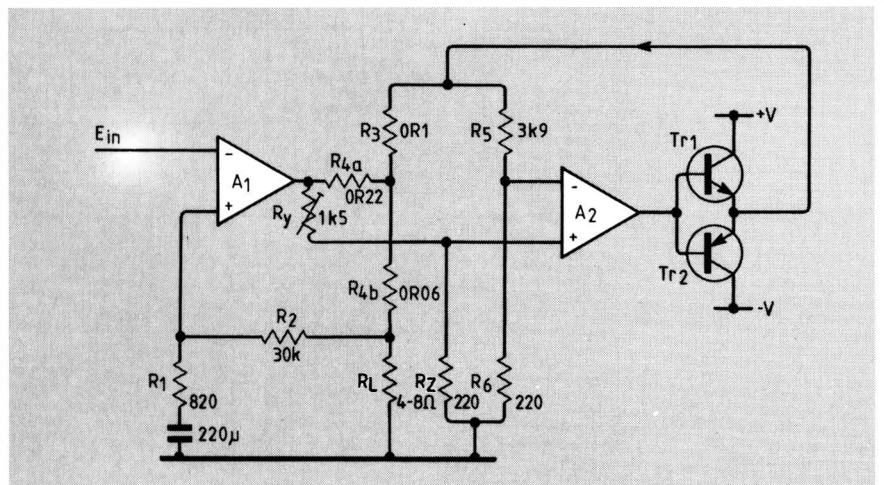 E in
A1
-
+
R4a
0R22
Ry
1k5
R3
0R1
R5
3k9
R4b
0R06
R2
30k
R1
820
220μ
RL
4-8Ω
RZ
220
R6
220
A2
-
+
Tr1
+V
Tr2
-V